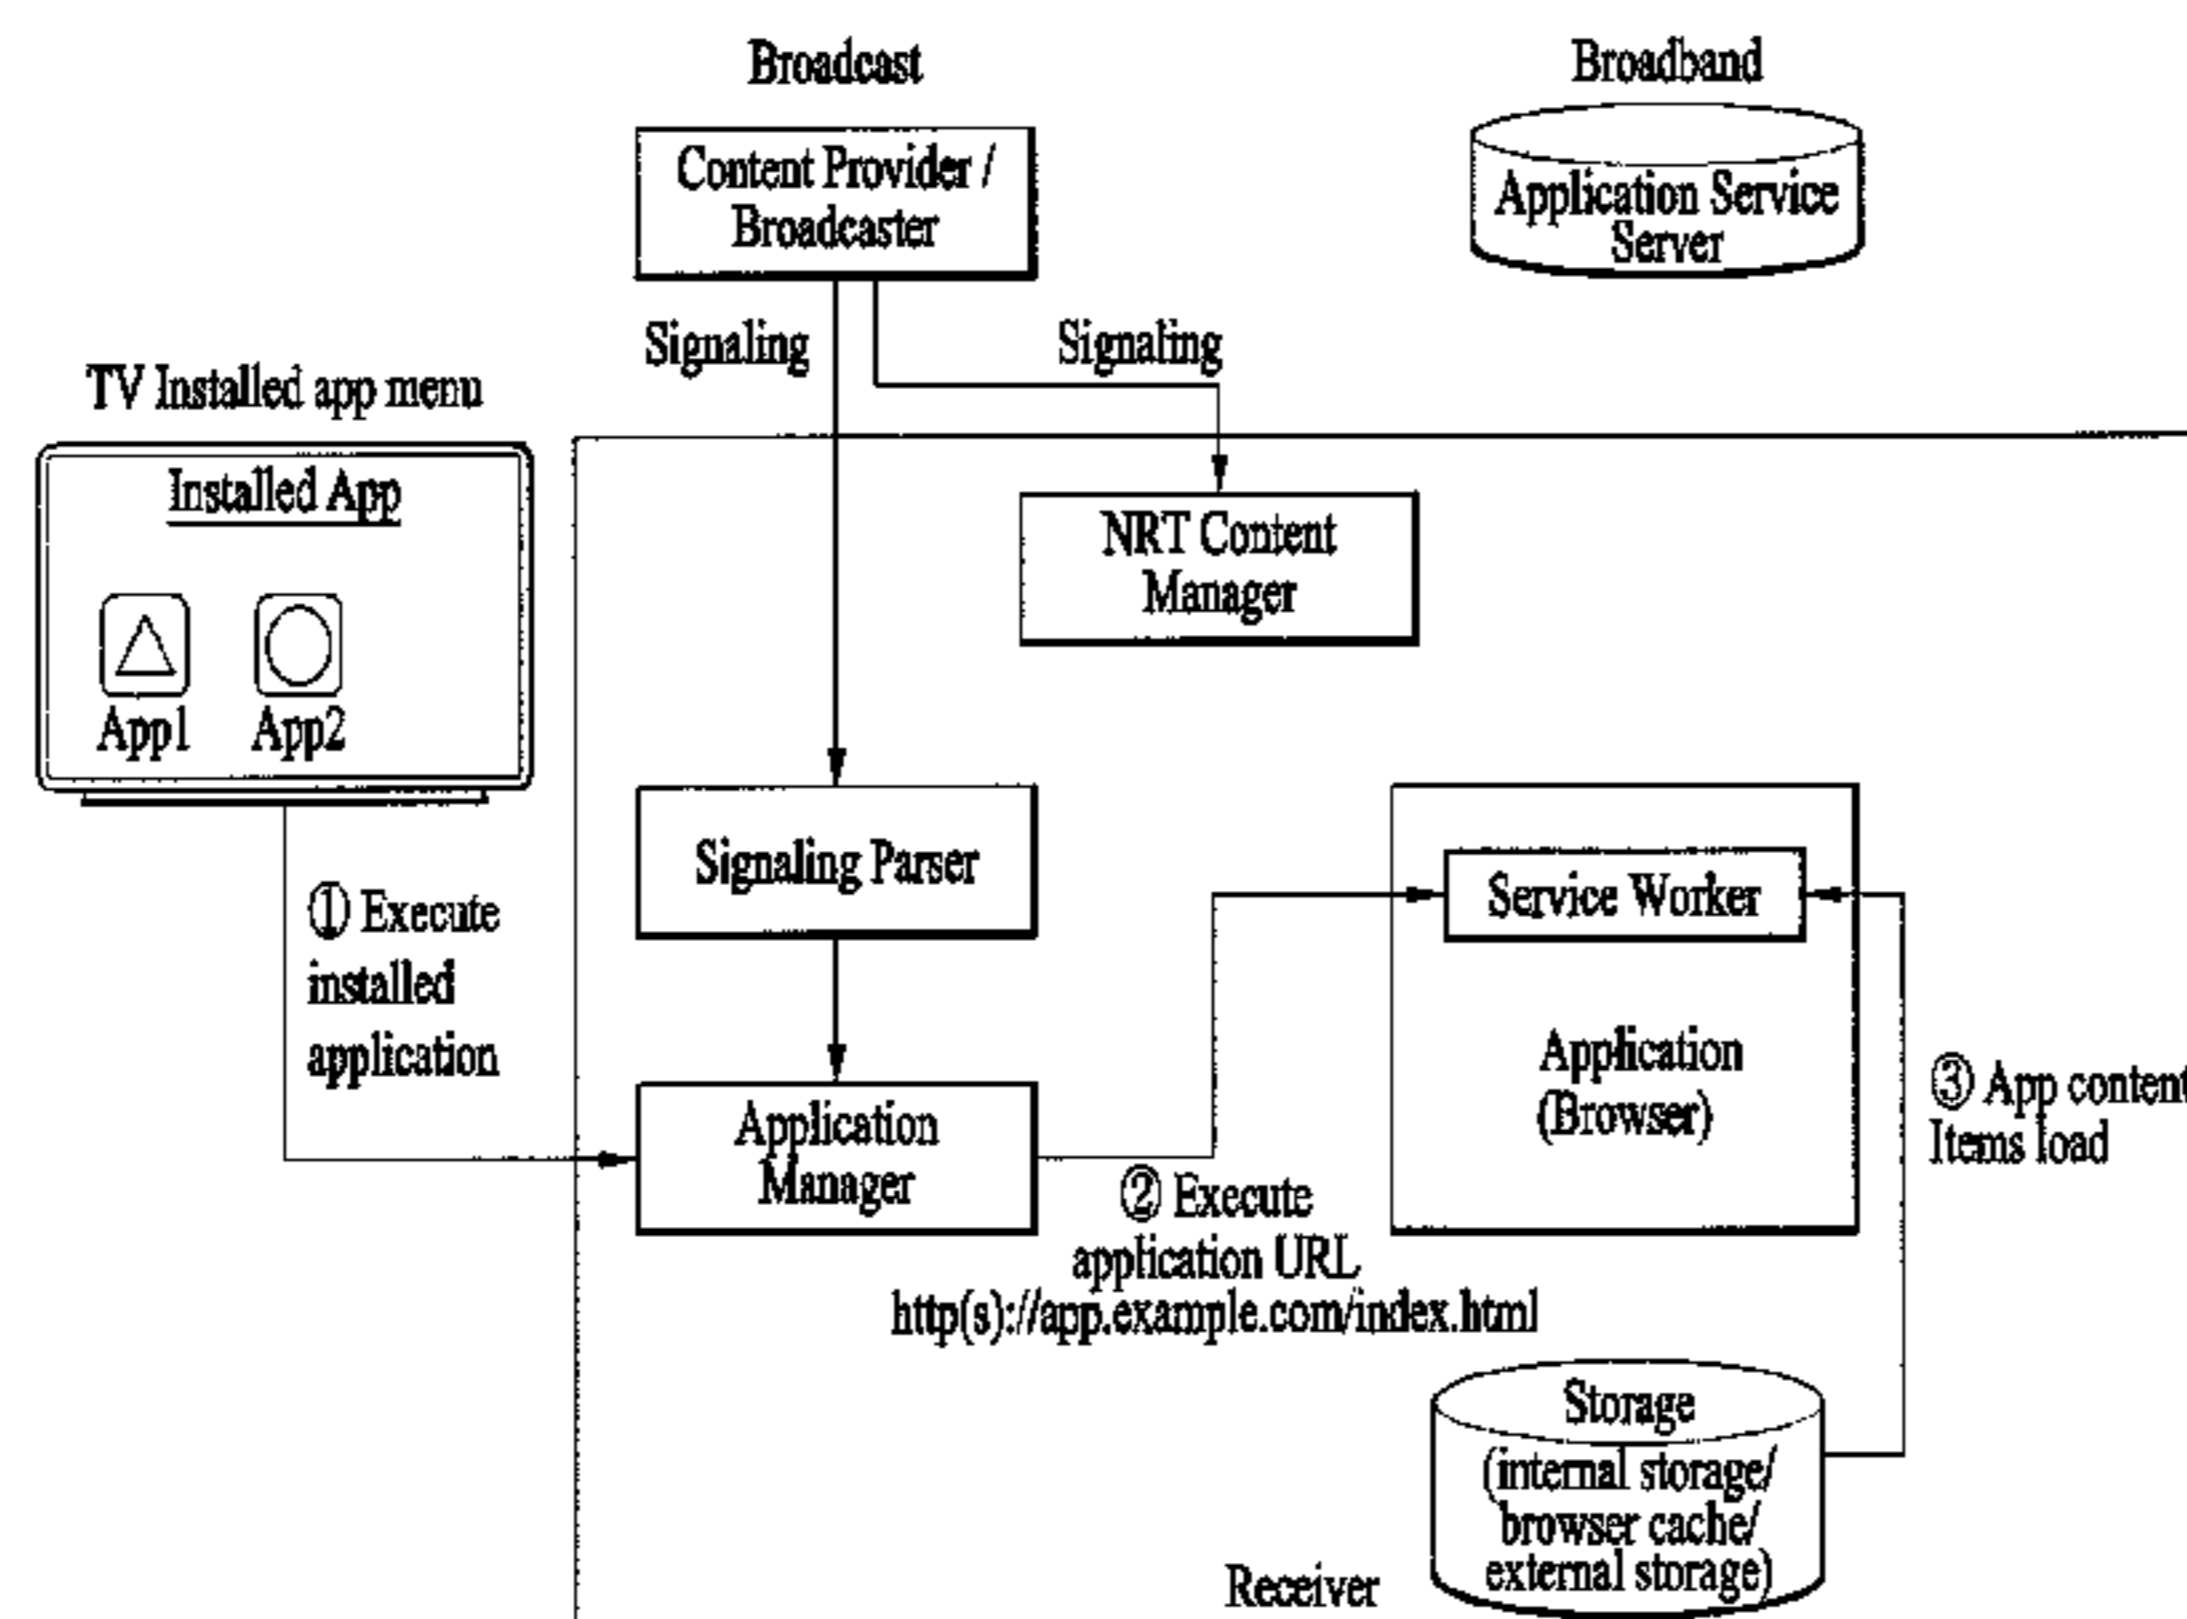 Broadcast
Broadband
Content Provider /
Broadcaster
Application Service
Server
Signaling
Signaling
TV Installed app menu
Installed App
App1
App2
NRT Content
Manager
Signaling Parser
Service Worker
① Execute
installed
application
Application
(Browser)
③ App content
Items load
Application
Manager
② Execute
application URL
http(s)://app.example.com/index.html
Storage
(internal storage/
browser cache/
external storage)
Receiver